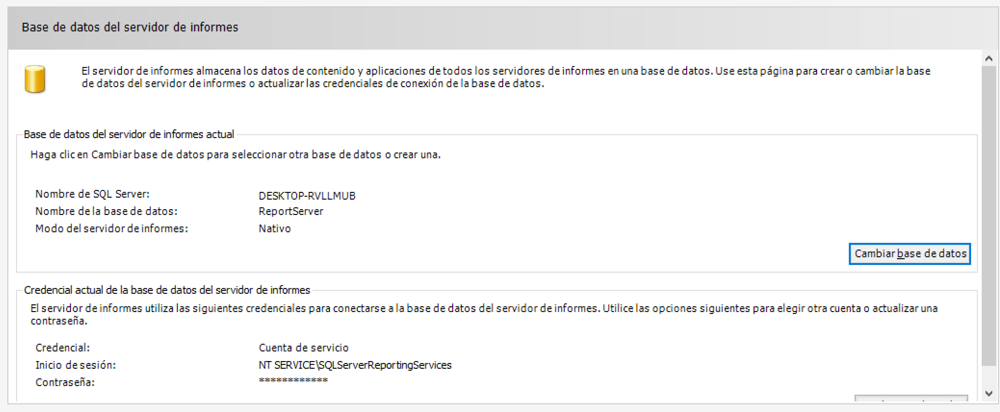 Base de datos del servidor de informes
El servidor de informes almacena los datos de contenido y aplicaciones de todos los servidores de informes en una base de datos. Use esta página para crear o cambiar la base
de datos del servidor de informes o actualizar las credenciales de conexión de la base de datos.
Base de datos del servidor de informes actual
Haga clic en Cambiar base de datos para seleccionar otra base de datos o crear una.
Nombre de SQL Server: DESKTOP-RVLLMUB
Nombre de la base de datos: ReportServer
Modo del servidor de informes: Nativo
Cambiar base de datos
Credencial actual de la base de datos del servidor de informes
El servidor de informes utiliza las siguientes credenciales para conectarse a la base de datos del servidor de informes. Utilice las opciones siguientes para elegir otra cuenta o actualizar una
contraseña.
Credencial: Cuenta de servicio
Inicio de sesión: NT SERVICE\SQLServerReportingServices
Contraseña: ************